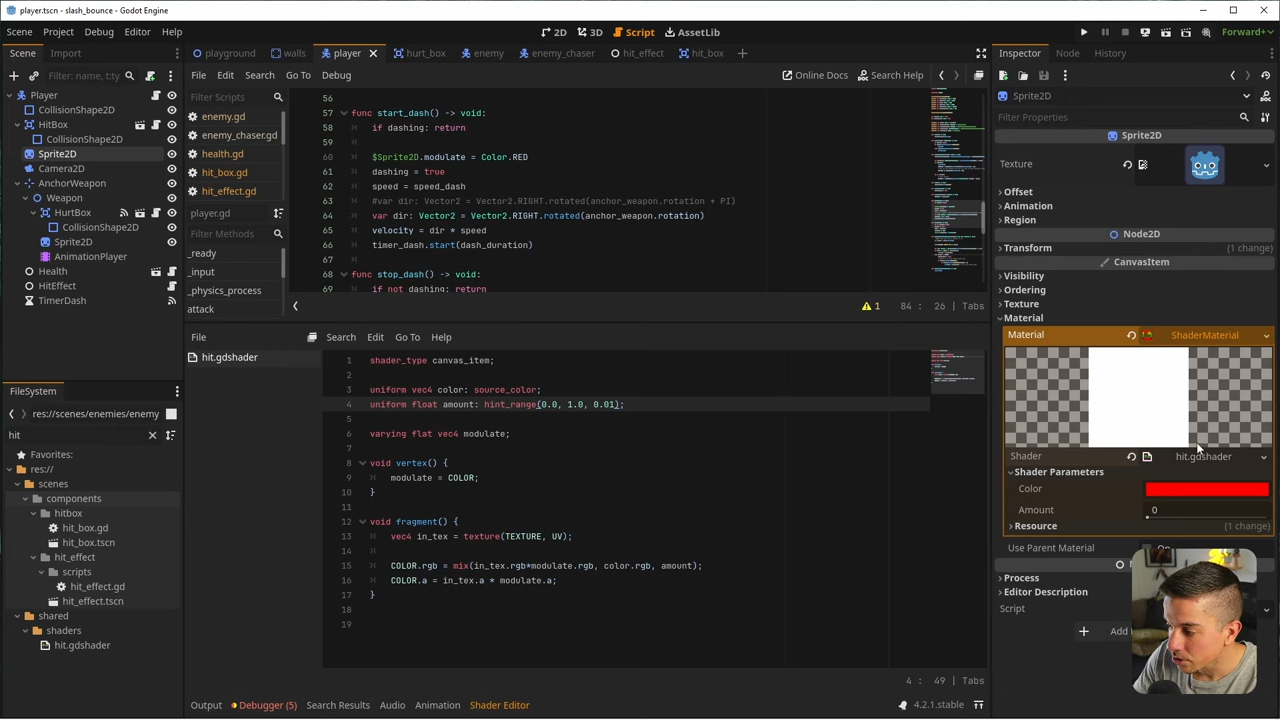 player.tscn - slash_bounce - Godot Engine
Scene Project Debug Editor Help
2D 3D Script AssetLib
Forward+
Scene Import
playground walls player hurt_box enemy enemy_chaser hit_effect hit_box
Inspector Node History
Filter: name, t:ty
File Edit Search Go To Debug
Online Docs Search Help
Player
CollisionShape2D
HitBox
CollisionShape2D
Sprite2D
Camera2D
AnchorWeapon
Weapon
HurtBox
CollisionShape2D
Sprite2D
AnimationPlayer
Health
HitEffect
TimerDash
Filter Scripts
enemy.gd
enemy_chaser.gd
health.gd
hit_box.gd
hit_effect.gd
player.gd
Filter Methods
_ready
_input
_physics_process
attack
56
57 func start_dash() -> void:
58 if dashing: return
59
60 $Sprite2D.modulate = Color.RED
61 dashing = true
62 speed = speed_dash
63 #var dir: Vector2 = Vector2.RIGHT.rotated(anchor_weapon.rotation + PI)
64 var dir: Vector2 = Vector2.RIGHT.rotated(anchor_weapon.rotation)
65 velocity = dir * speed
66 timer_dash.start(dash_duration)
67
68 func stop_dash() -> void:
69 if not dashing: return
1 84 : 26 | Tabs
File Search Edit Go To Help
hit.gdshader
1 shader_type canvas_item;
2
3 uniform vec4 color: source_color;
4 uniform float amount: hint_range(0.0, 1.0, 0.01);
5
6 varying flat vec4 modulate;
7
8 void vertex() {
9 modulate = COLOR;
10 }
11
12 void fragment() {
13 vec4 in_tex = texture(TEXTURE, UV);
14
15 COLOR.rgb = mix(in_tex.rgb*modulate.rgb, color.rgb, amount);
16 COLOR.a = in_tex.a * modulate.a;
17 }
18
19
4 : 49 | Tabs
FileSystem
res://scenes/enemies/enemy
hit
Favorites:
res://
scenes
components
hitbox
hit_box.gd
hit_box.tscn
hit_effect
scripts
hit_effect.gd
hit_effect.tscn
shared
shaders
hit.gdshader
Output Debugger (5) Search Results Audio Animation Shader Editor
4.2.1.stable
Sprite2D
Filter Properties
Sprite2D
Texture
Offset
Animation
Region
Node2D
Transform (1 change)
CanvasItem
Visibility
Ordering
Texture
Material
Material ShaderMaterial
Shader hit.gdshader
Shader Parameters
Color
Amount 0
Resource (1 change)
Use Parent Material
Process
Editor Description
Script
Add